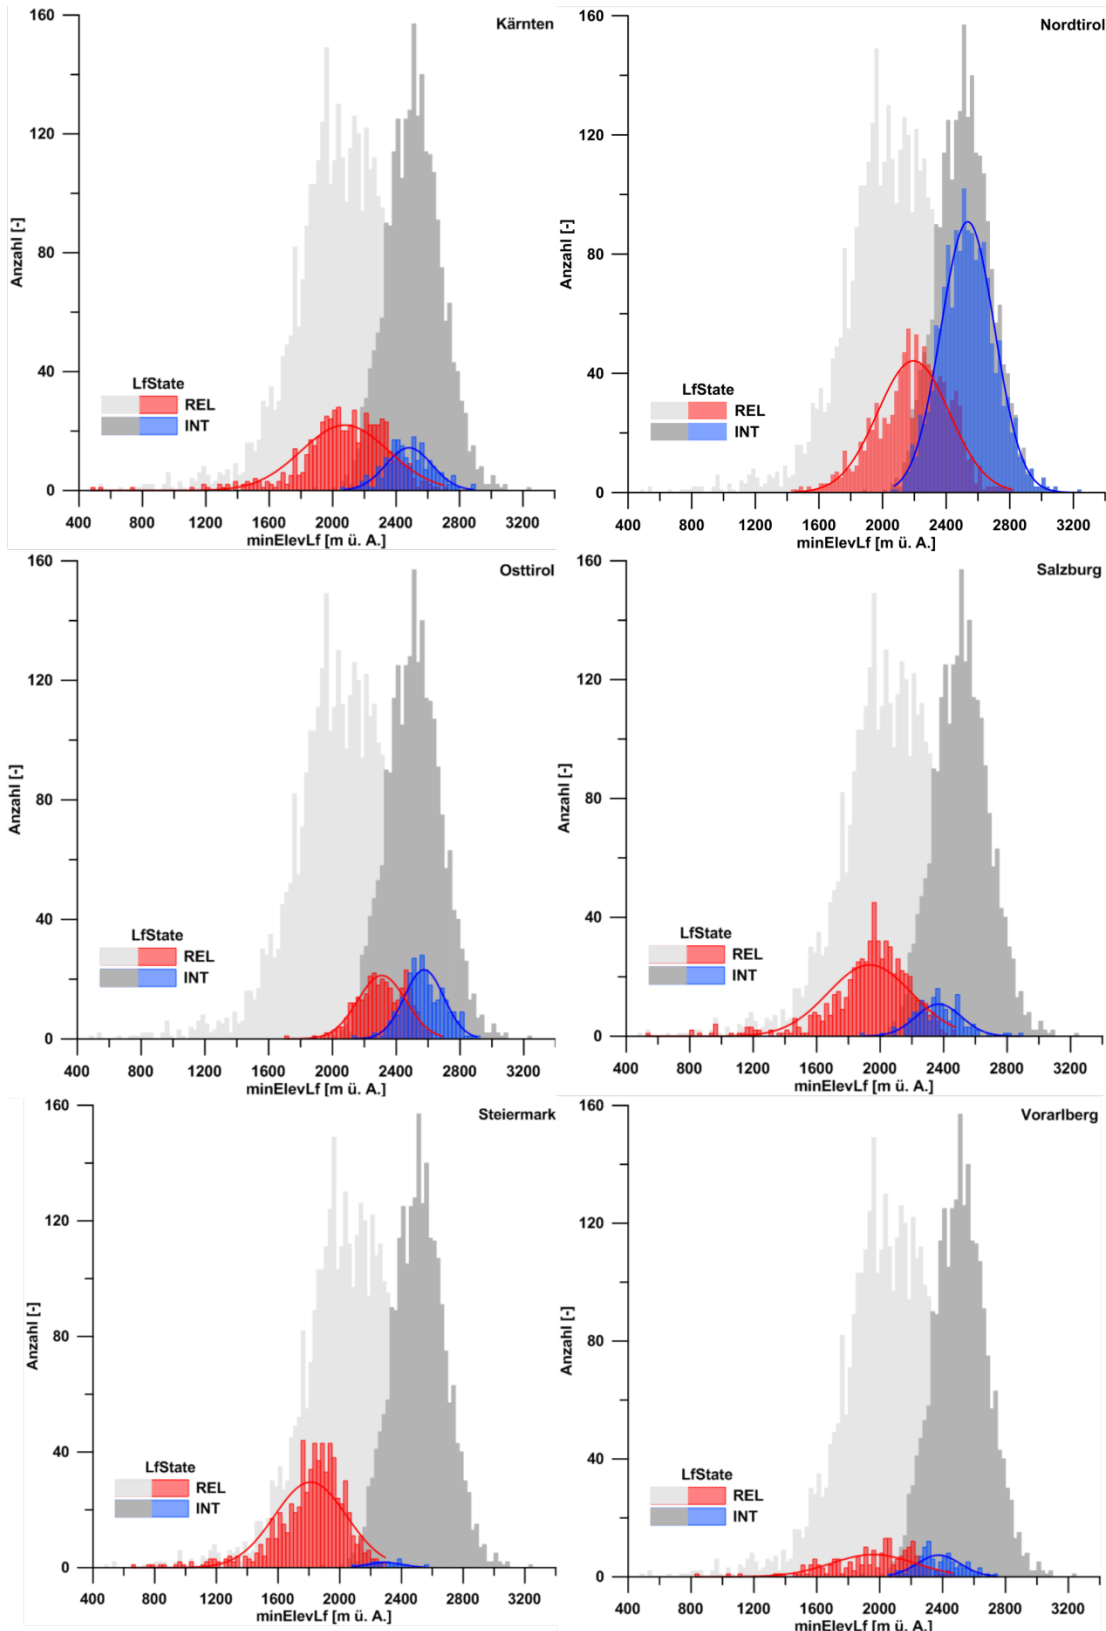 Kärnten
160
120
80
40
0
Anzahl [-]
LfState
REL
INT
400 800 1200 1600 2000 2400 2800 3200
minElevLf [m ü. A.]
Nordtirol
160
120
80
40
0
Anzahl [-]
LfState
REL
INT
400 800 1200 1600 2000 2400 2800 3200
minElevLf [m ü. A.]
Osttirol
160
120
80
40
0
Anzahl [-]
LfState
REL
INT
400 800 1200 1600 2000 2400 2800 3200
minElevLf [m ü. A.]
Salzburg
160
120
80
40
0
Anzahl [-]
LfState
REL
INT
400 800 1200 1600 2000 2400 2800 3200
minElevLf [m ü. A.]
Steiermark
160
120
80
40
0
Anzahl [-]
LfState
REL
INT
400 800 1200 1600 2000 2400 2800 3200
minElevLf [m ü. A.]
Vorarlberg
160
120
80
40
0
Anzahl [-]
LfState
REL
INT
400 800 1200 1600 2000 2400 2800 3200
minElevLf [m ü. A.]